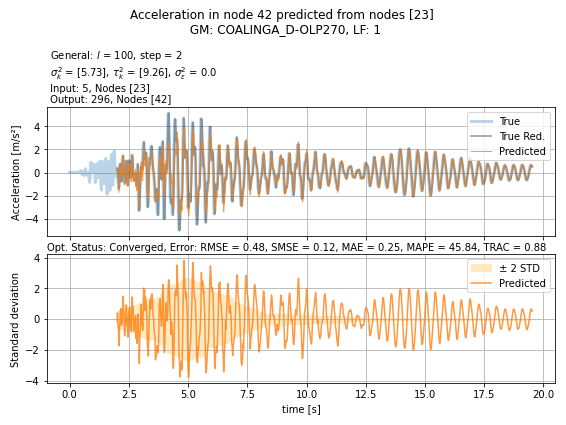 Acceleration in node 42 predicted from nodes [23]
GM: COALINGA_D-OLP270, LF: 1
General: l = 100, step = 2
σ²ₖ = [5.73], τ²ₖ = [9.26], σ²ε = 0.0
Input: 5, Nodes [23]
Output: 296, Nodes [42]
Acceleration [m/s²]
4
2
0
−2
−4
True
True Red.
Predicted
Opt. Status: Converged, Error: RMSE = 0.48, SMSE = 0.12, MAE = 0.25, MAPE = 45.84, TRAC = 0.88
Standard deviation
4
2
0
−2
−4
± 2 STD
Predicted
0.0 2.5 5.0 7.5 10.0 12.5 15.0 17.5 20.0
time [s]